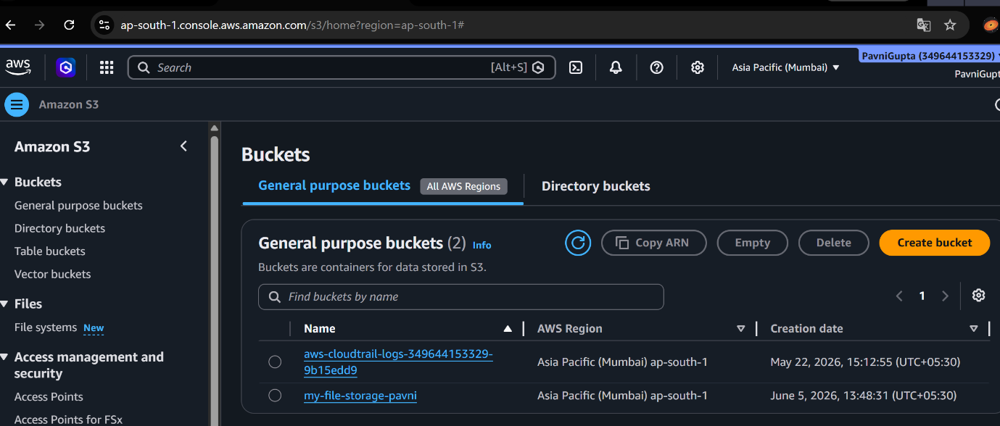 ap-south-1.console.aws.amazon.com/s3/home?region=ap-south-1#
aws
Search
[Alt+S]
Asia Pacific (Mumbai)
PavniGupta (349644153329)
PavniGupt
Amazon S3
Amazon S3
Buckets
General purpose buckets
Directory buckets
Table buckets
Vector buckets
Files
File systems New
Access management and
security
Access Points
Access Points for FSx
Buckets
General purpose buckets All AWS Regions
Directory buckets
General purpose buckets (2) Info
Copy ARN
Empty
Delete
Create bucket
Buckets are containers for data stored in S3.
Find buckets by name
1
Name AWS Region Creation date
aws-cloudtrail-logs-349644153329-
9b15edd9
Asia Pacific (Mumbai) ap-south-1
May 22, 2026, 15:12:55 (UTC+05:30)
my-file-storage-pavni
Asia Pacific (Mumbai) ap-south-1
June 5, 2026, 13:48:31 (UTC+05:30)